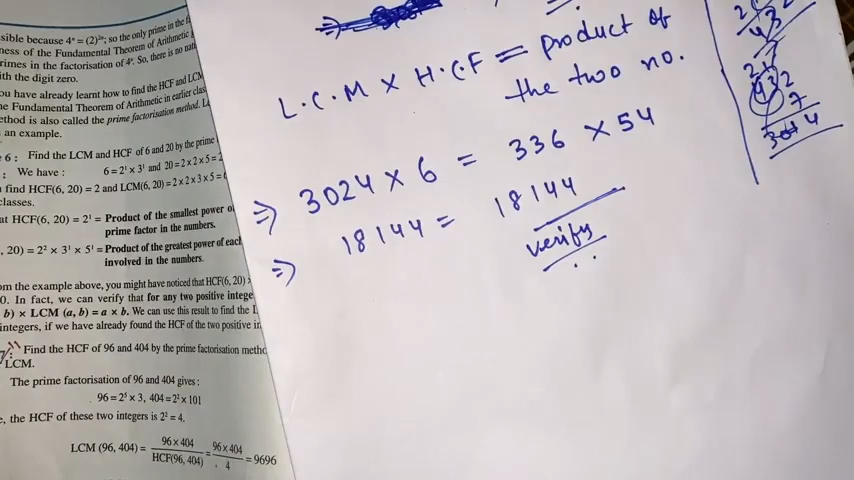 sible because 4ⁿ = (2)²ⁿ; so the only prime in the
ness of the Fundamental Theorem of Arithmetic
rimes in the factorisation of 4ⁿ. So, there is no
ith the digit zero.
ou have already learnt how to find the HCF and LCM
e Fundamental Theorem of Arithmetic in earlier
ethod is also called the prime factorisation method.
an example.
e 6 : Find the LCM and HCF of 6 and 20 by the prime
: We have : 6 = 2¹ × 3¹ and 20 = 2 × 2 × 5 =
find HCF(6, 20) = 2 and LCM(6, 20) = 2 × 2 × 3 × 5 =
classes.
at HCF(6, 20) = 2¹ = Product of the smallest power
prime factor in the numbers.
, 20) = 2² × 3¹ × 5¹ = Product of the greatest power of each
involved in the numbers.
om the example above, you might have noticed that HCF(6, 20)
0. In fact, we can verify that for any two positive
b) × LCM (a, b) = a × b. We can use this result to find the
integers, if we have already found the HCF of the two positive
Find the HCF of 96 and 404 by the prime factorisation
LCM.
The prime factorisation of 96 and 404 gives :
96 = 2⁵ × 3, 404 = 2² × 101
e, the HCF of these two integers is 2² = 4.
LCM (96, 404) = 96 × 404 / HCF(96, 404) = 96 × 404 / 4 = 9696
L.C.M × H.C.F = product of
the two no.
⇒ 3024 × 6 = 336 × 54
⇒ 18144 = 18144
verify
432
7
3024